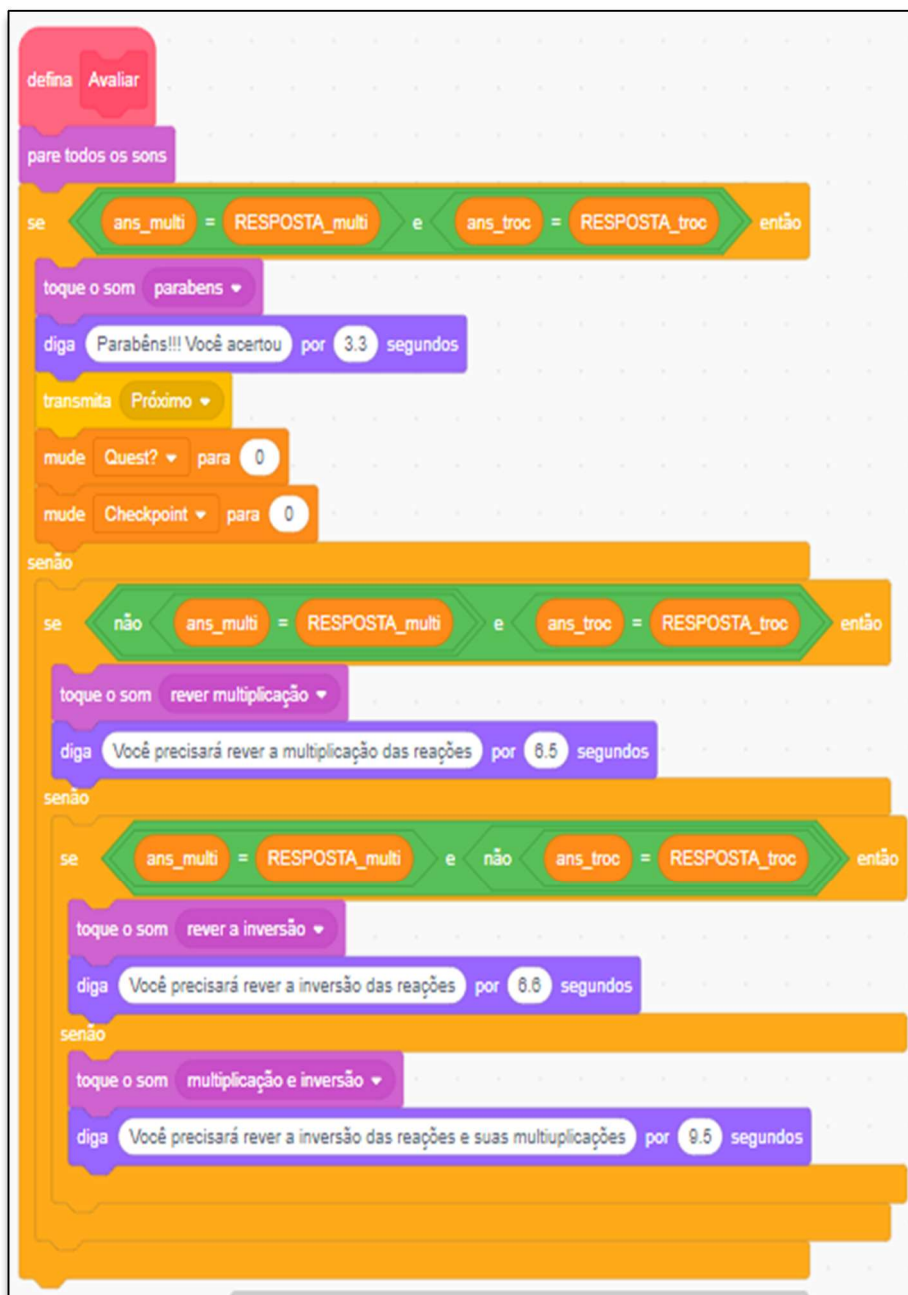 defina Avaliar
pare todos os sons
se ans_multi = RESPOSTA_multi e ans_troc = RESPOSTA_troc então
toque o som parabens
diga Parabêns!!! Você acertou por 3.3 segundos
transmita Próximo
mude Quest? para 0
mude Checkpoint para 0
senão
se não ans_multi = RESPOSTA_multi e ans_troc = RESPOSTA_troc então
toque o som rever multiplicação
diga Você precisará rever a multiplicação das reações por 6.5 segundos
senão
se ans_multi = RESPOSTA_multi e não ans_troc = RESPOSTA_troc então
toque o som rever a inversão
diga Você precisará rever a inversão das reações por 6.6 segundos
senão
toque o som multiplicação e inversão
diga Você precisará rever a inversão das reações e suas multiuplicações por 9.5 segundos